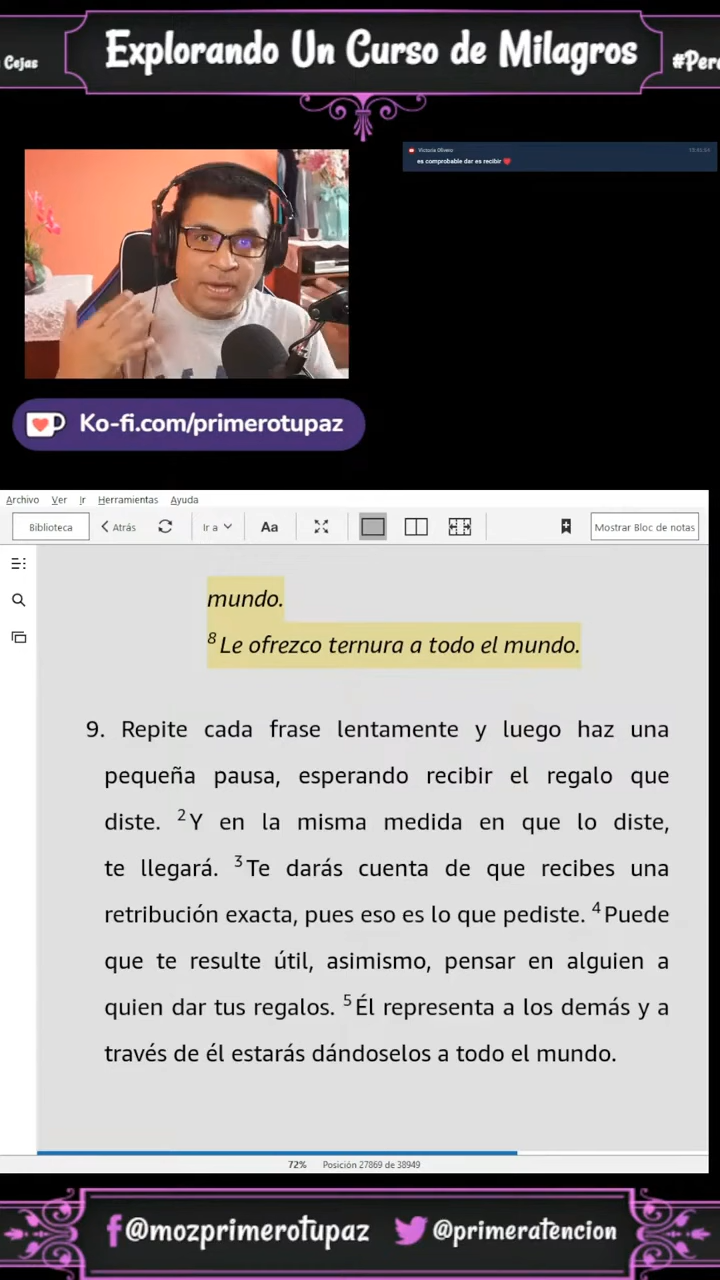 Explorando Un Curso de Milagros
Cejas
#Per
Victoria Olivero
es comprobable dar es recibir ❤
Ko-fi.com/primerotupaz
Archivo Ver Ir Herramientas Ayuda
Biblioteca Atrás Ir a Aa Mostrar Bloc de notas
mundo.
8 Le ofrezco ternura a todo el mundo.
9. Repite cada frase lentamente y luego haz una
pequeña pausa, esperando recibir el regalo que
diste. 2 Y en la misma medida en que lo diste,
te llegará. 3 Te darás cuenta de que recibes una
retribución exacta, pues eso es lo que pediste. 4 Puede
que te resulte útil, asimismo, pensar en alguien a
quien dar tus regalos. 5 Él representa a los demás y a
través de él estarás dándoselos a todo el mundo.
72% Posición 27869 de 38949
f@mozprimerotupaz @primeratencion